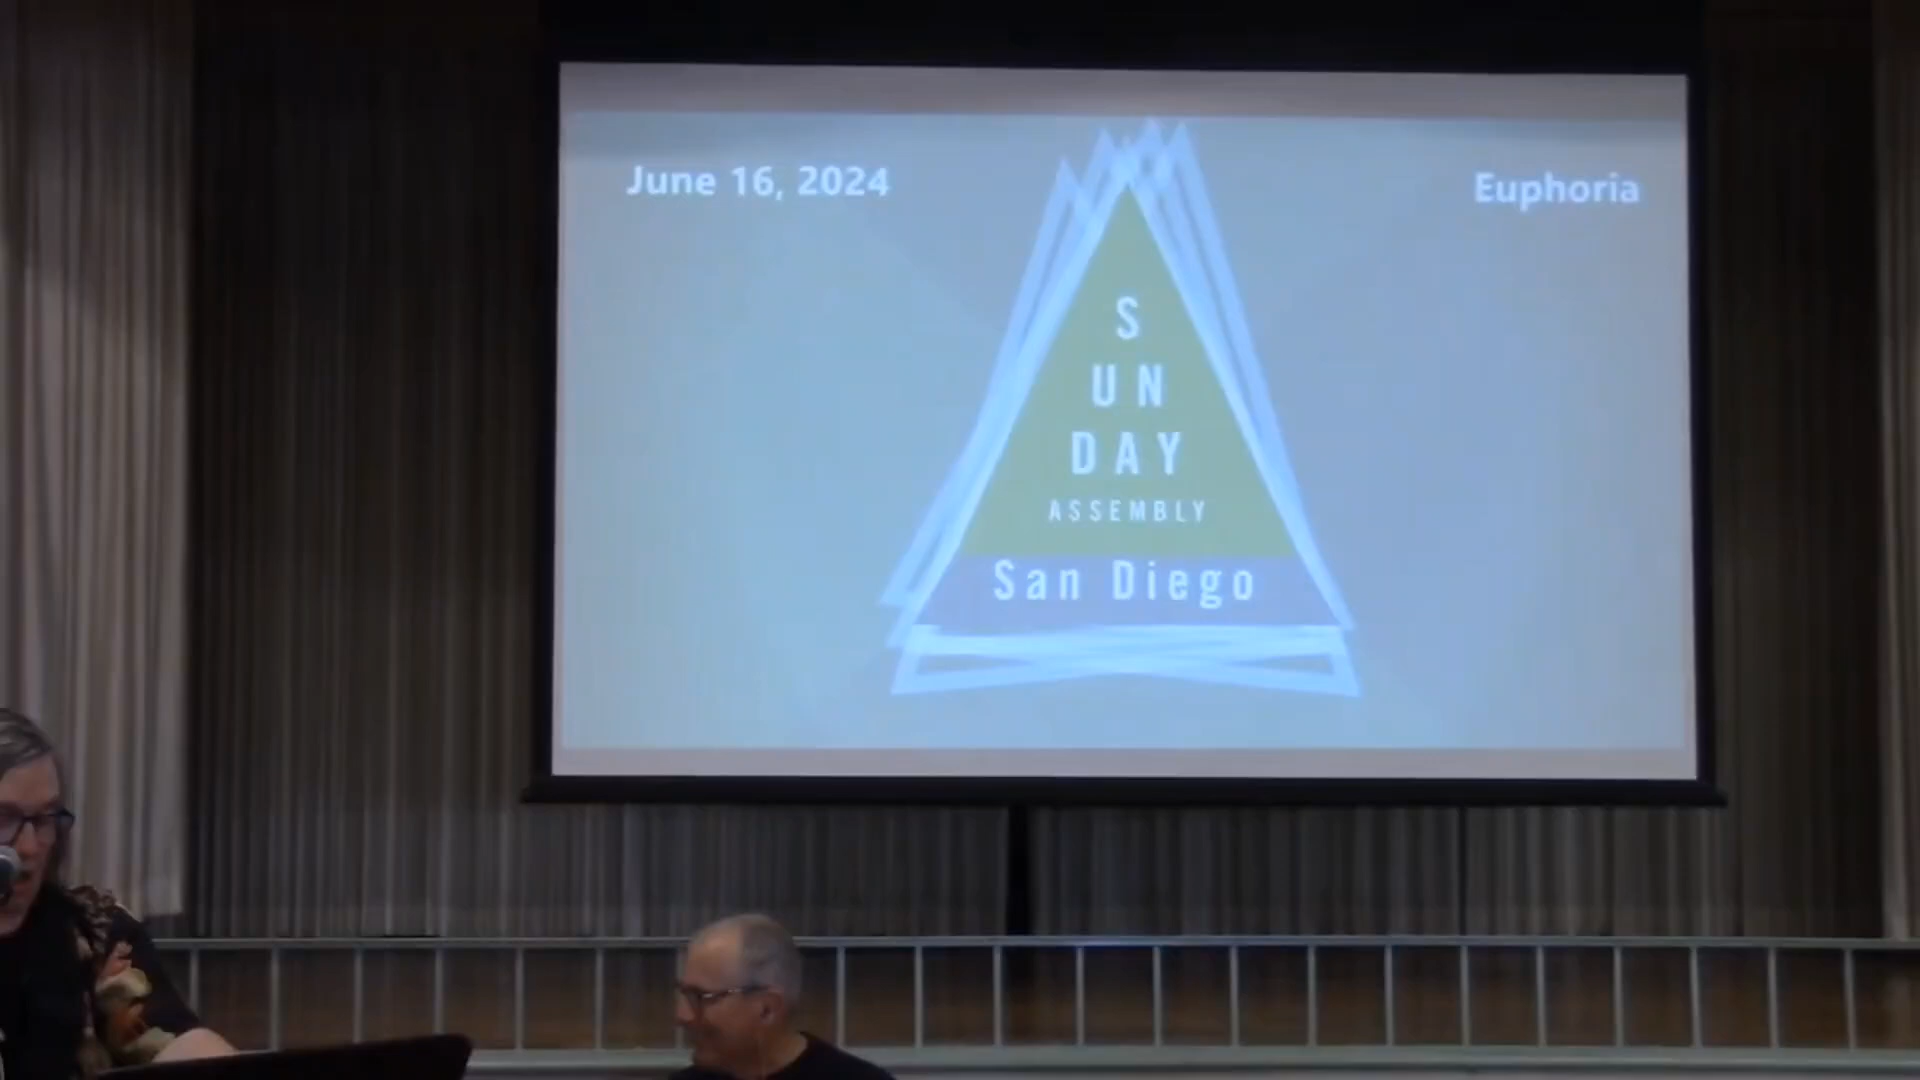 June 16, 2024
Euphoria
S
UN
DAY
ASSEMBLY
San Diego